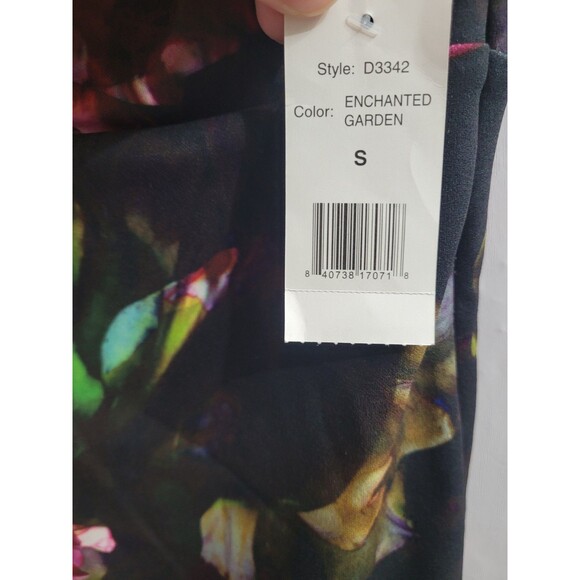 Style: D3342
Color: ENCHANTED
GARDEN
S
8 40738 17071 8